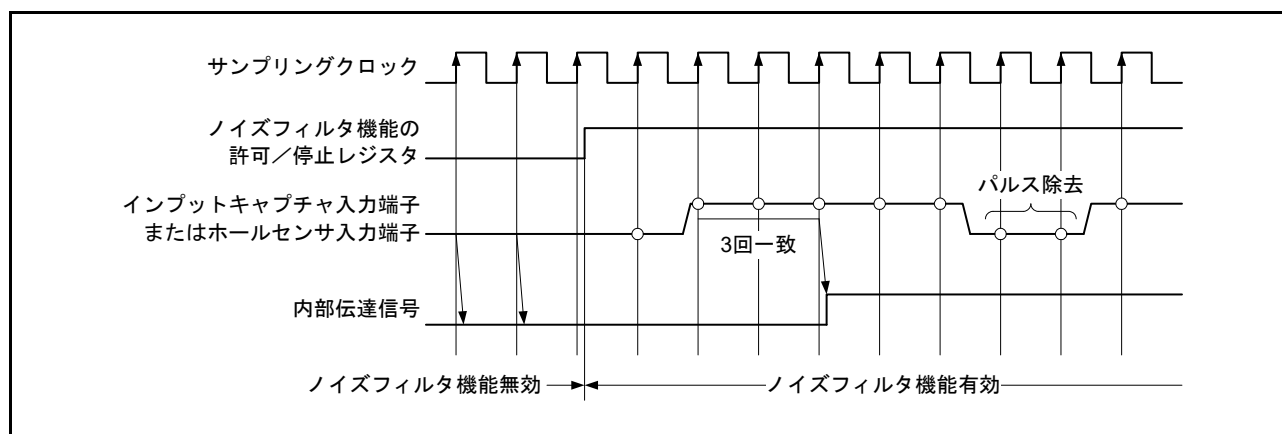 サンプリングクロック
ノイズフィルタ機能の
許可／停止レジスタ
インプットキャプチャ入力端子
またはホールセンサ入力端子
パルス除去
3回一致
内部伝達信号
ノイズフィルタ機能無効
ノイズフィルタ機能有効